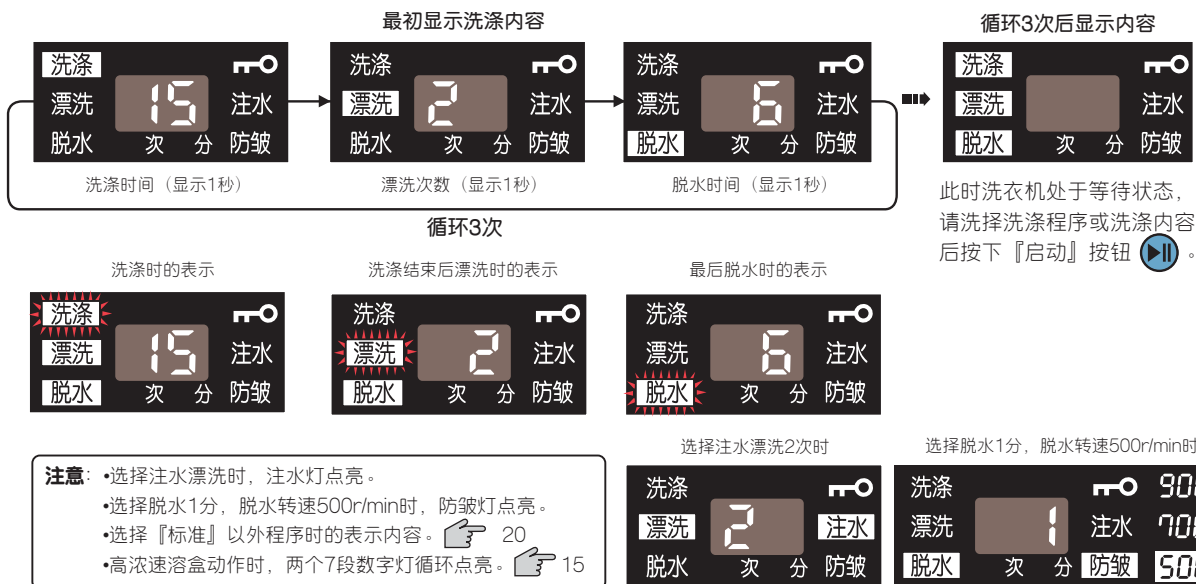 最初显示洗涤内容
循环3次后显示内容
洗涤
漂洗 15 注水
脱水 次 分 防皱
洗涤
漂洗 2 注水
脱水 次 分 防皱
洗涤
漂洗 6 注水
脱水 次 分 防皱
洗涤
漂洗 注水
脱水 次 分 防皱
洗涤时间（显示1秒）
漂洗次数（显示1秒）
脱水时间（显示1秒）
循环3次
此时洗衣机处于等待状态，
请选择洗涤程序或洗涤内容
后按下『启动』按钮 。
洗涤时的表示
洗涤结束后漂洗时的表示
最后脱水时的表示
洗涤
漂洗 15 注水
脱水 次 分 防皱
洗涤
漂洗 2 注水
脱水 次 分 防皱
洗涤
漂洗 6 注水
脱水 次 分 防皱
注意：•选择注水漂洗时，注水灯点亮。
•选择脱水1分，脱水转速500r/min时，防皱灯点亮。
•选择『标准』以外程序时的表示内容。 20
•高浓速溶盒动作时，两个7段数字灯循环点亮。 15
选择注水漂洗2次时
洗涤
漂洗 2 注水
脱水 次 分 防皱
选择脱水1分，脱水转速500r/min时
洗涤
漂洗 1 注水
脱水 次 分 防皱